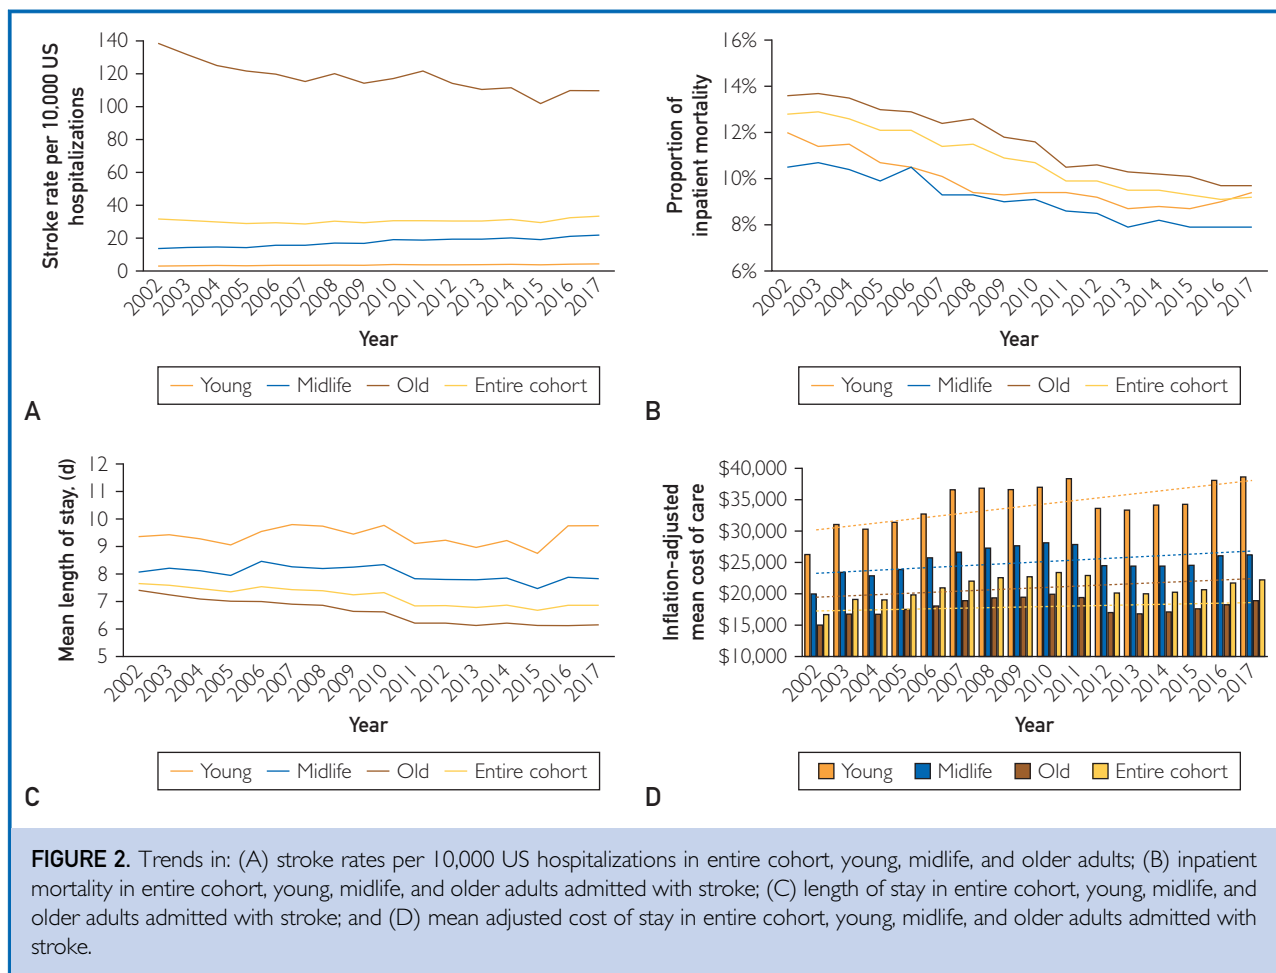 140
120
100
80
60
40
20
0
Stroke rate per 10,000 US
hospitalizations
2002 2003 2004 2005 2006 2007 2008 2009 2010 2011 2012 2013 2014 2015 2016 2017
Year
Young Midlife Old Entire cohort
A
16%
14%
12%
10%
8%
6%
Proportion of
inpatient mortality
2002 2003 2004 2005 2006 2007 2008 2009 2010 2011 2012 2013 2014 2015 2016 2017
Year
Young Midlife Old Entire cohort
B
12
11
10
9
8
7
6
5
Mean length of stay. (d)
2002 2003 2004 2005 2006 2007 2008 2009 2010 2011 2012 2013 2014 2015 2016 2017
Year
Young Midlife Old Entire cohort
C
$40,000
$35,000
$30,000
$25,000
$20,000
$15,000
$10,000
Inflation-adjusted
mean cost of care
2002 2003 2004 2005 2006 2007 2008 2009 2010 2011 2012 2013 2014 2015 2016 2017
Year
Young Midlife Old Entire cohort
D
FIGURE 2. Trends in: (A) stroke rates per 10,000 US hospitalizations in entire cohort, young, midlife, and older adults; (B) inpatient
mortality in entire cohort, young, midlife, and older adults admitted with stroke; (C) length of stay in entire cohort, young, midlife, and
older adults admitted with stroke; and (D) mean adjusted cost of stay in entire cohort, young, midlife, and older adults admitted with
stroke.